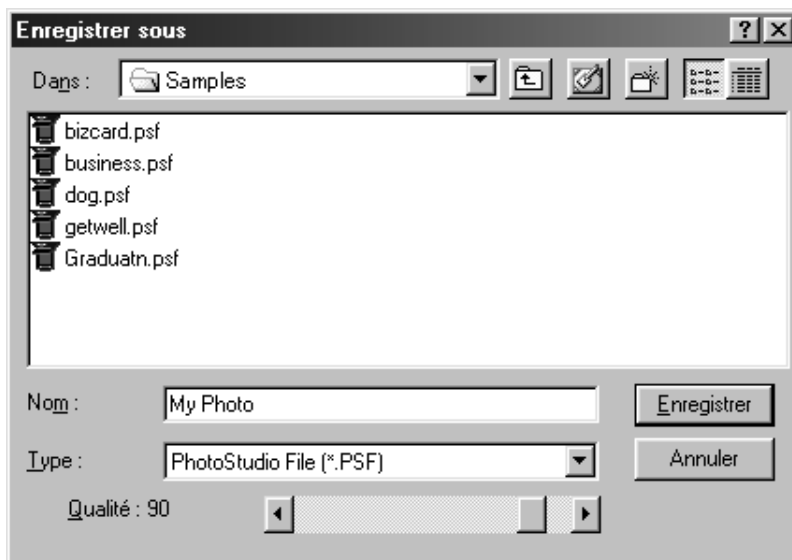 Enregistrer sous
Dans : Samples
bizcard.psf
business.psf
dog.psf
getwell.psf
Graduatn.psf
Nom : My Photo Enregistrer
Type : PhotoStudio File (*.PSF) Annuler
Qualité : 90